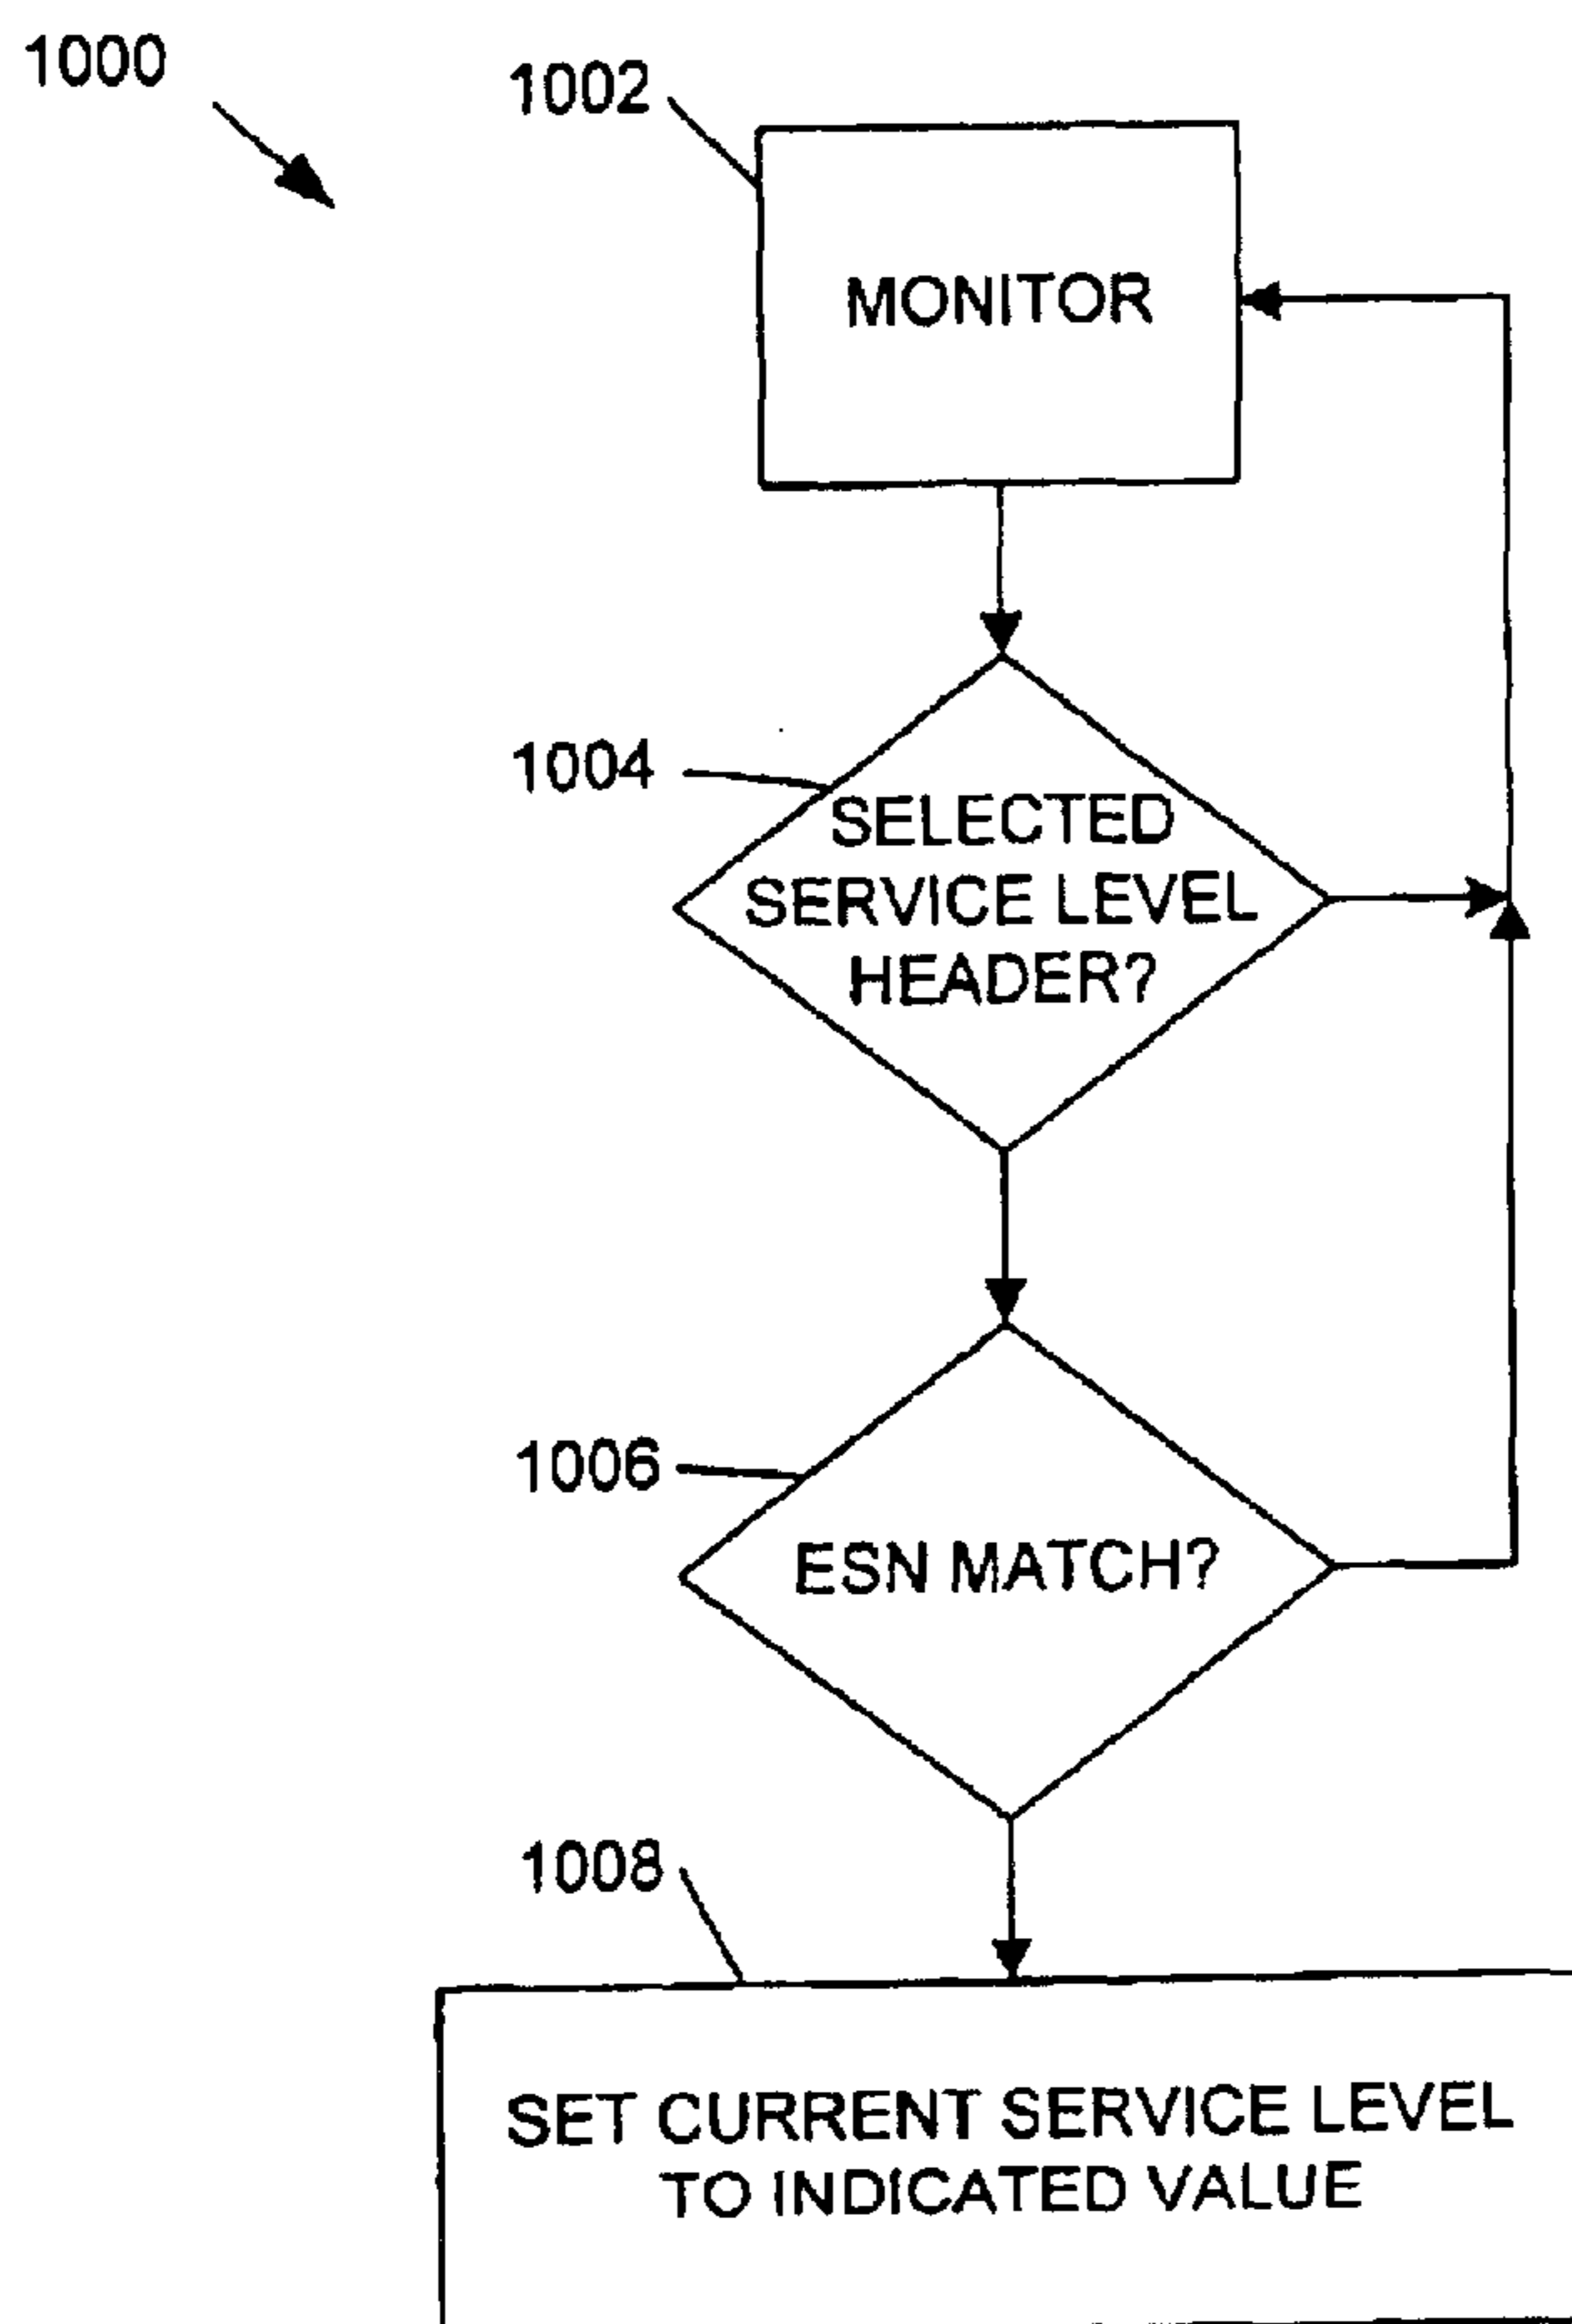 1000
1002
MONITOR
1004
SELECTED
SERVICE LEVEL
HEADER?
1006
ESN MATCH?
1008
SET CURRENT SERVICE LEVEL
TO INDICATED VALUE